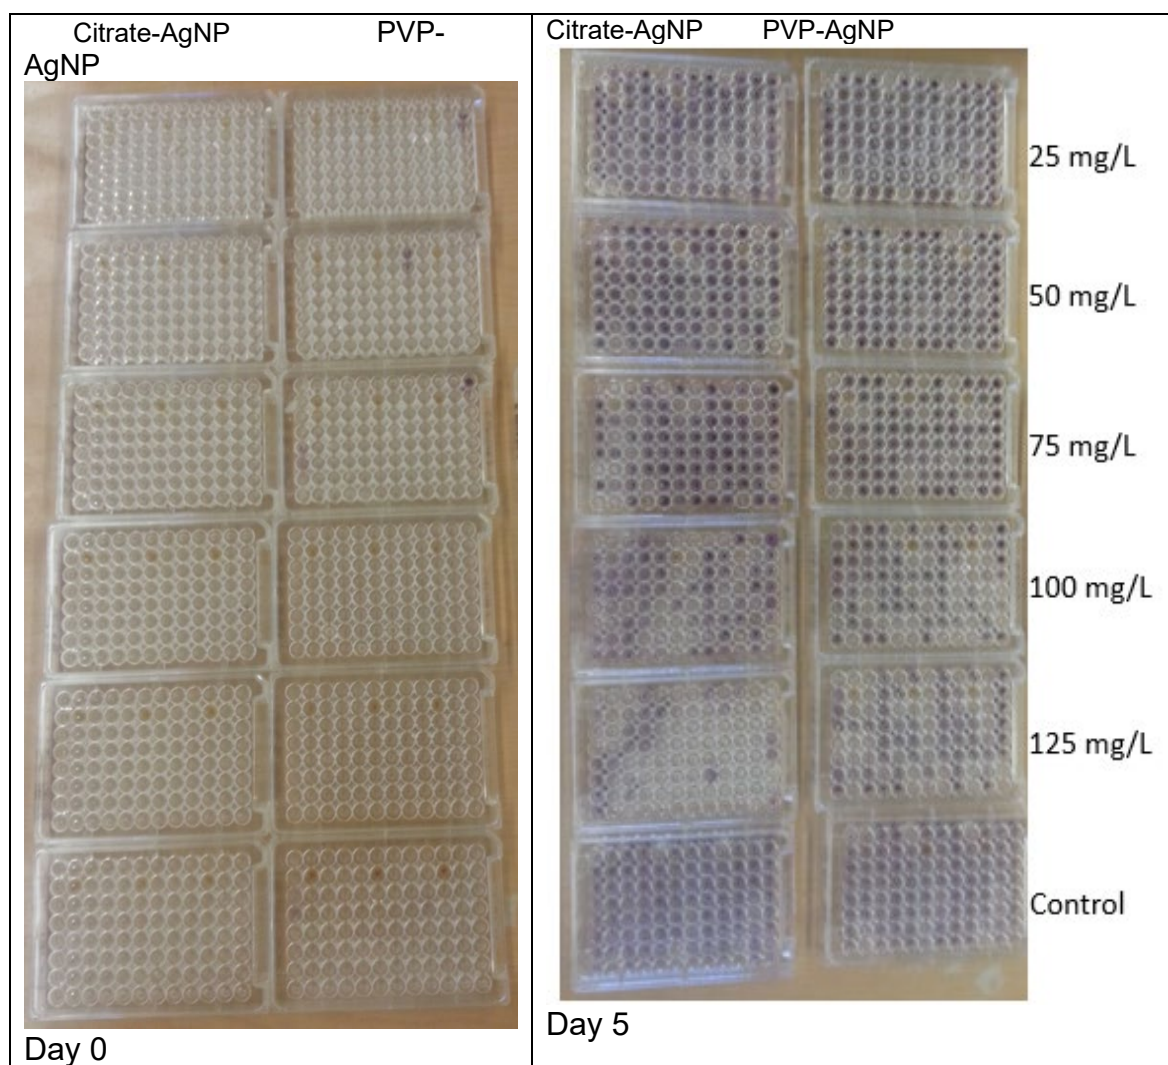 Citrate-AgNP PVP-
AgNP
Day 0
Citrate-AgNP PVP-AgNP
25 mg/L
50 mg/L
75 mg/L
100 mg/L
125 mg/L
Control
Day 5